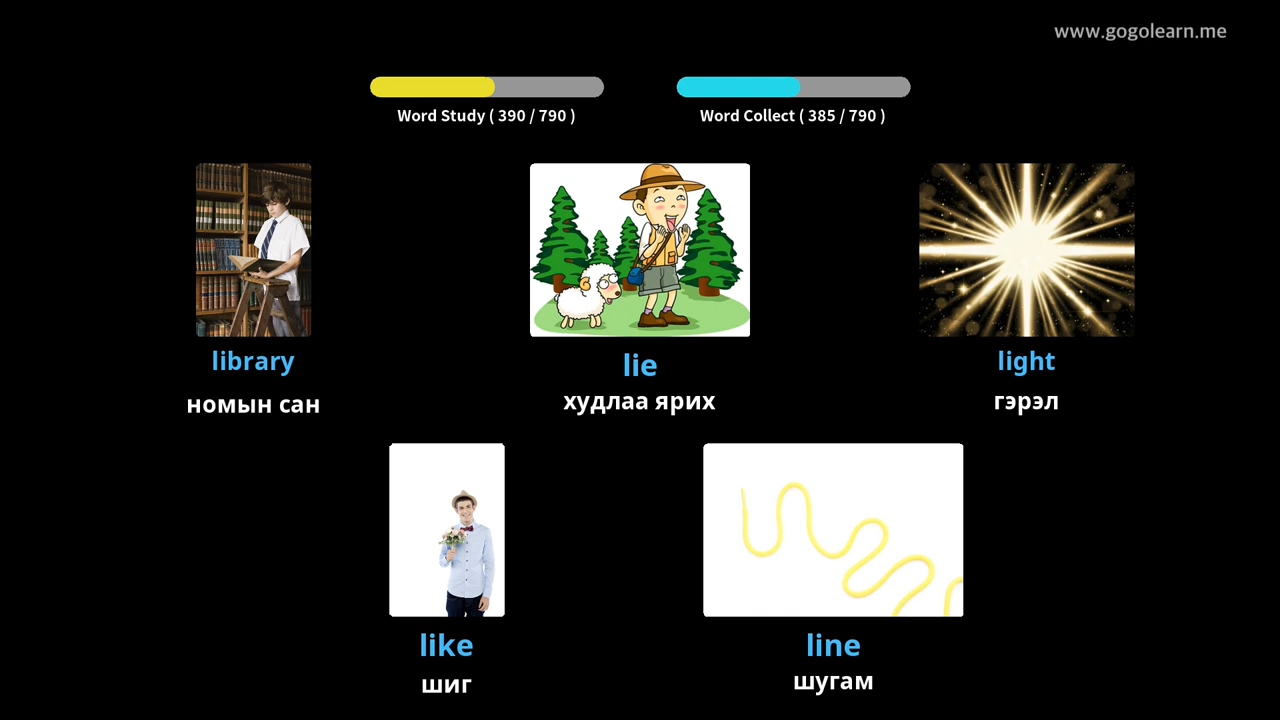 www.gogolearn.me
Word Study ( 390 / 790 )
Word Collect ( 385 / 790 )
library
lie
light
номын сан
худлаа ярих
гэрэл
like
line
шиг
шугам